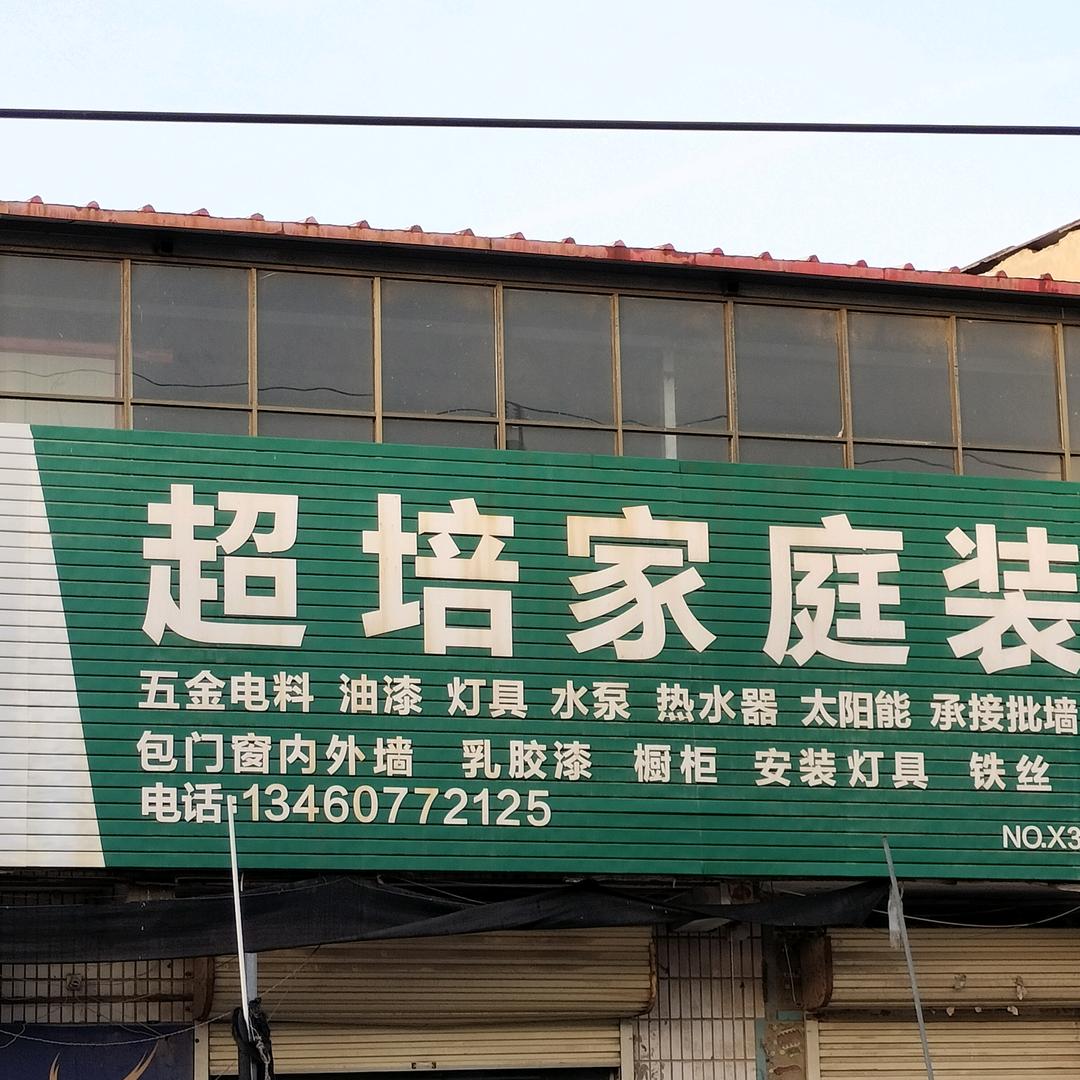 超培家庭装
五金电料 油漆 灯具 水泵 热水器 太阳能 承接批墙
包门窗内外墙 乳胶漆 橱柜 安装灯具 铁丝
电话:13460772125
NO.X3